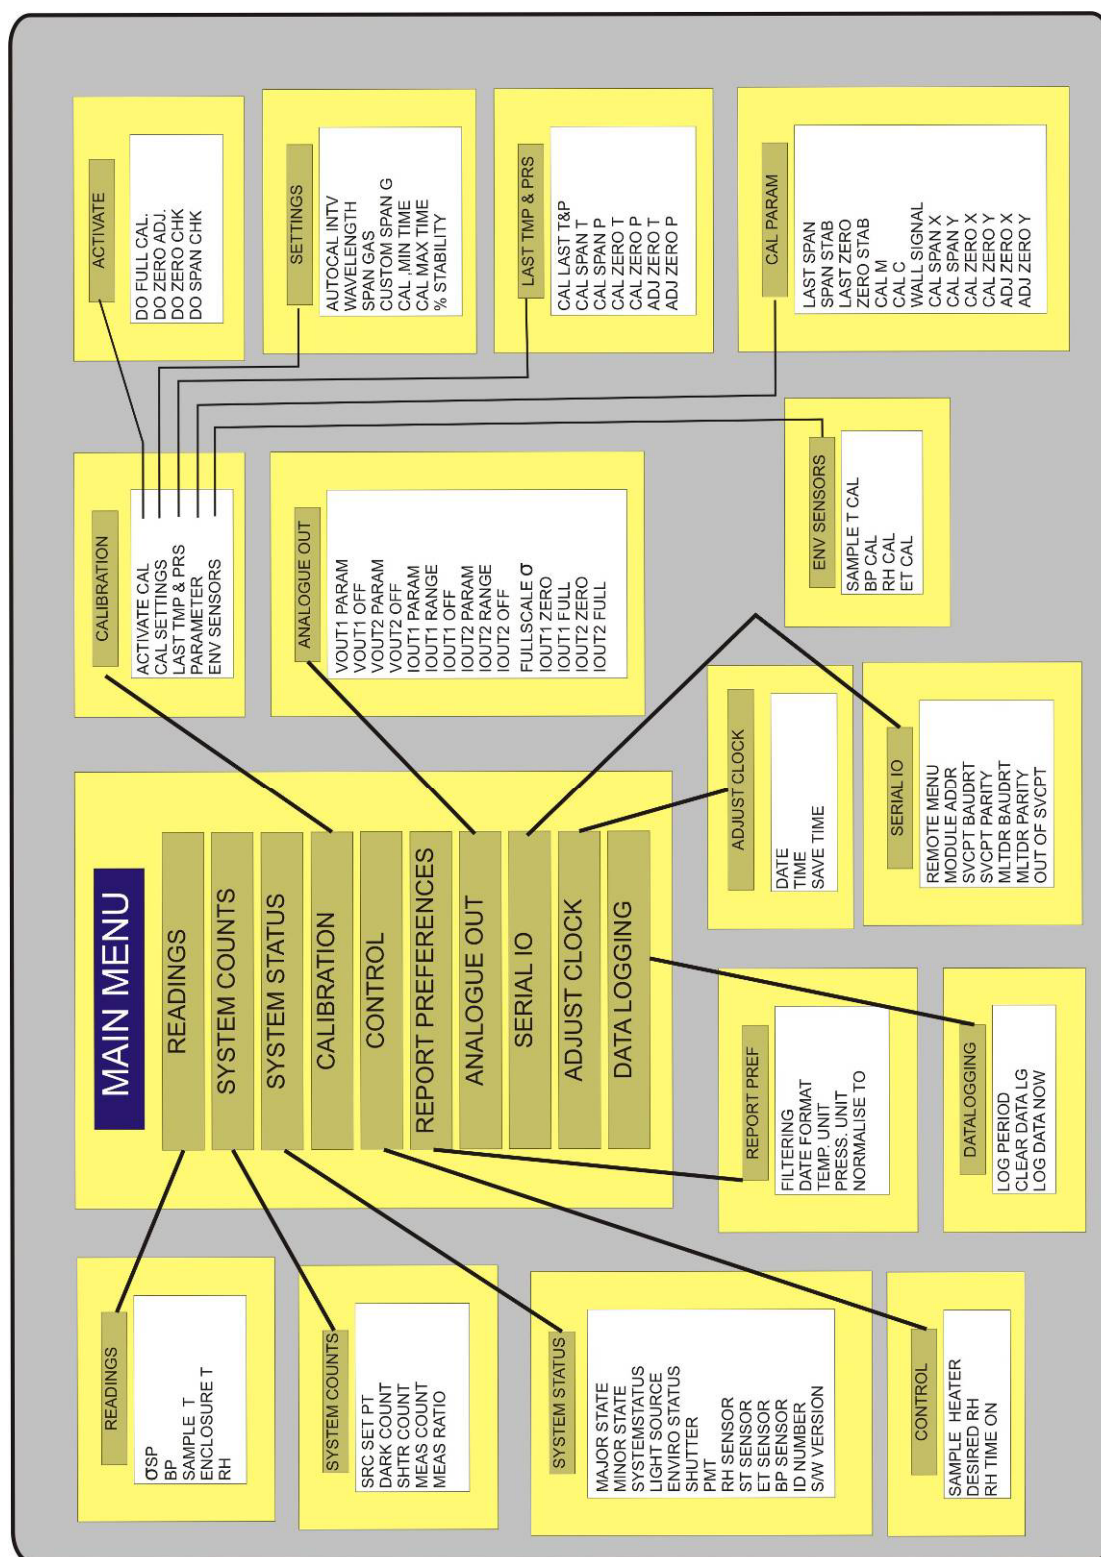 MAIN MENU
READINGS
SYSTEM COUNTS
SYSTEM STATUS
CALIBRATION
CONTROL
REPORT PREFERENCES
ANALOGUE OUT
SERIAL IO
ADJUST CLOCK
DATA LOGGING
READINGS
σSP
BP
SAMPLE T
ENCLOSURE T
RH
SYSTEM COUNTS
SRC SET PT
DARK COUNT
SHTR COUNT
MEAS COUNT
MEAS RATIO
SYSTEM STATUS
MAJOR STATE
MINOR STATE
SYSTEMSTATUS
LIGHT SOURCE
ENVIRO STATUS
SHUTTER
PMT
RH SENSOR
ST SENSOR
ET SENSOR
BP SENSOR
ID NUMBER
S/W VERSION
CONTROL
SAMPLE HEATER
DESIRED RH
RH TIME ON
REPORT PREF
FILTERING
DATE FORMAT
TEMP. UNIT
PRESS. UNIT
NORMALISE TO
DATALOGGING
LOG PERIOD
CLEAR DATA LG
LOG DATA NOW
CALIBRATION
ACTIVATE CAL
CAL SETTINGS
LAST TMP & PRS
PARAMETER
ENV SENSORS
ANALOGUE OUT
VOUT1 PARAM
VOUT1 OFF
VOUT2 PARAM
VOUT2 OFF
IOUT1 PARAM
IOUT1 RANGE
IOUT1 OFF
IOUT2 PARAM
IOUT2 RANGE
IOUT2 OFF
FULLSCALE σ
IOUT1 ZERO
IOUT1 FULL
IOUT2 ZERO
IOUT2 FULL
ADJUST CLOCK
DATE
TIME
SAVE TIME
SERIAL IO
REMOTE MENU
MODULE ADDR
SVCPT BAUDRT
SVCPT PARITY
MLTDR BAUDRT
MLTDR PARITY
OUT OF SVCPT
ACTIVATE
DO FULL CAL.
DO ZERO ADJ.
DO ZERO CHK
DO SPAN CHK
SETTINGS
AUTOCAL INTV
WAVELENGTH
SPAN GAS
CUSTOM SPAN G
CAL ,MIN TIME
CAL MAX TIME
% STABILITY
LAST TMP & PRS
CAL LAST T&P
CAL SPAN T
CAL SPAN P
CAL ZERO T
CAL ZERO P
ADJ ZERO T
ADJ ZERO P
CAL PARAM
LAST SPAN
SPAN STAB
LAST ZERO
ZERO STAB
CAL M
CAL C
WALL SIGNAL
CAL SPAN X
CAL SPAN Y
CAL ZERO X
CAL ZERO Y
ADJ ZERO X
ADJ ZERO Y
ENV SENSORS
SAMPLE T CAL
BP CAL
RH CAL
ET CAL